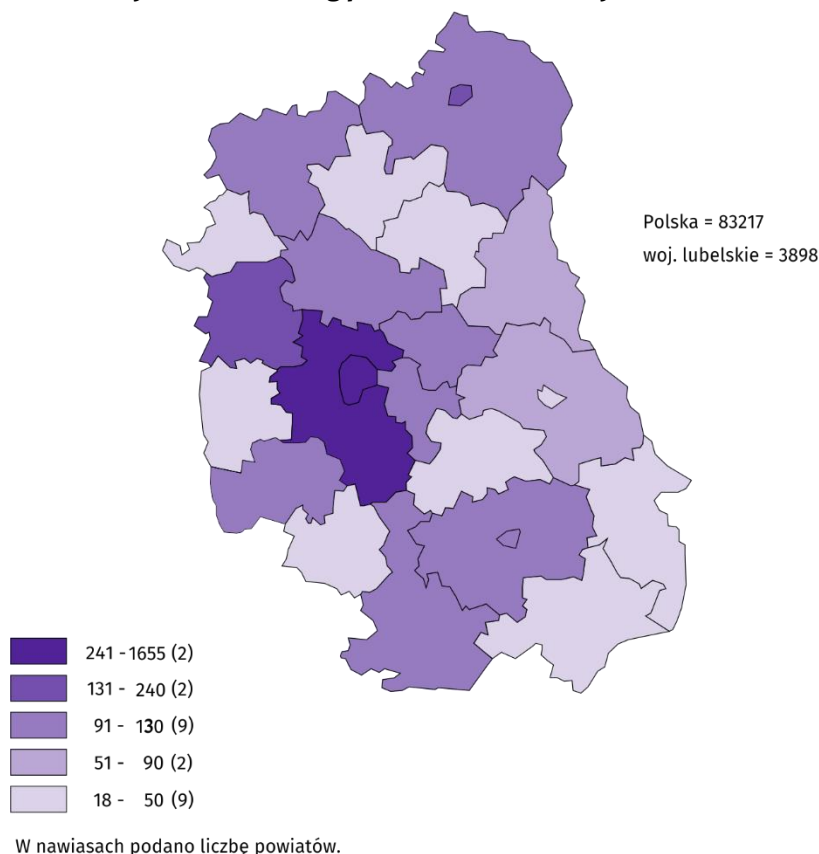 Polska = 83217
woj. lubelskie = 3898
241 - 1655 (2)
131 - 240 (2)
91 - 130 (9)
51 - 90 (2)
18 - 50 (9)
W nawiasach podano liczbę powiatów.